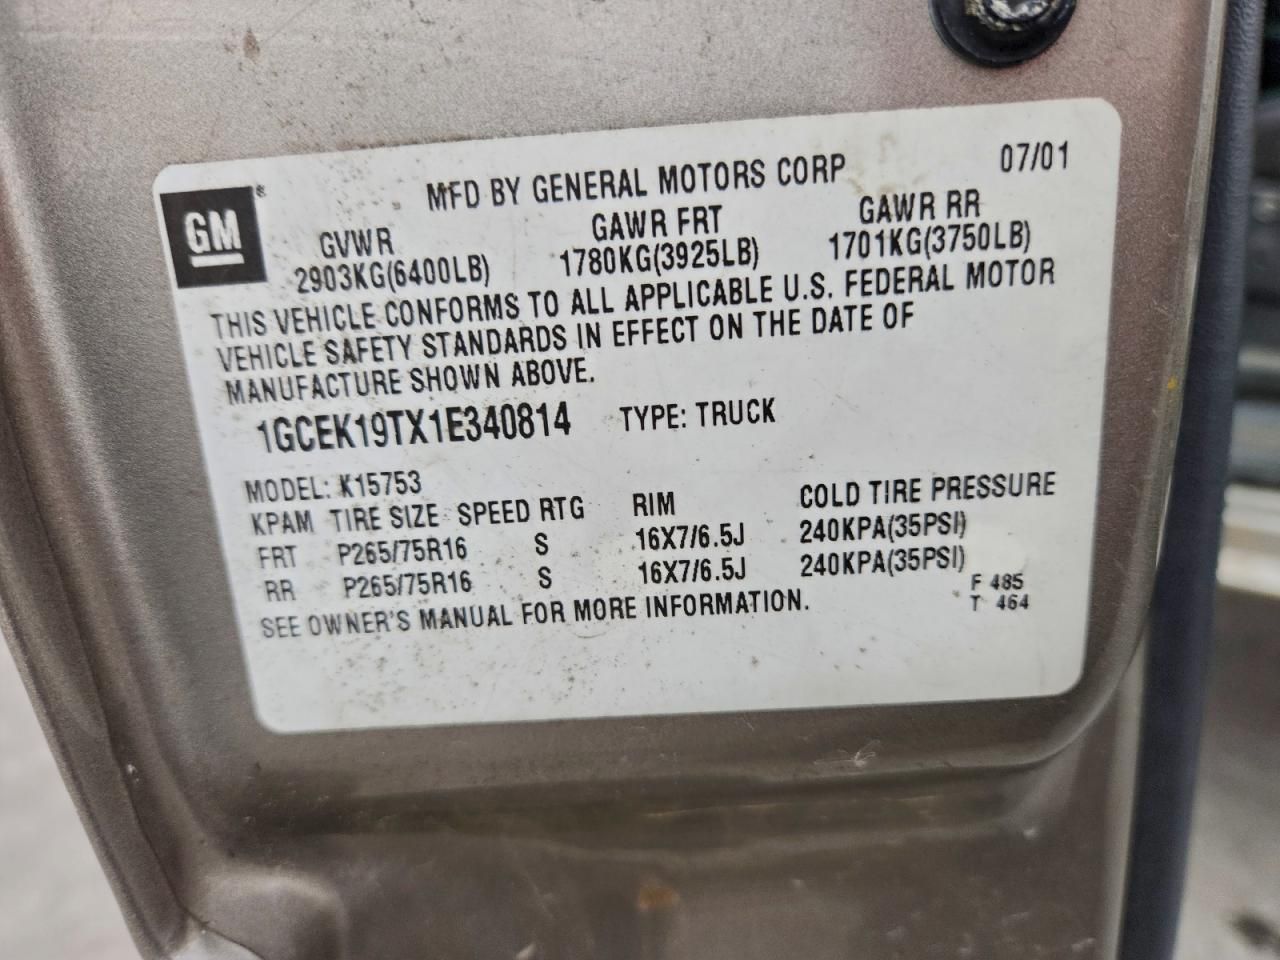 GM®
MFD BY GENERAL MOTORS CORP 07/01
GVWR GAWR FRT GAWR RR
2903KG(6400LB) 1780KG(3925LB) 1701KG(3750LB)
THIS VEHICLE CONFORMS TO ALL APPLICABLE U.S. FEDERAL MOTOR
VEHICLE SAFETY STANDARDS IN EFFECT ON THE DATE OF
MANUFACTURE SHOWN ABOVE.
1GCEK19TX1E340814 TYPE: TRUCK
MODEL: K15753
KPAM TIRE SIZE SPEED RTG RIM COLD TIRE PRESSURE
FRT P265/75R16 S 16X7/6.5J 240KPA(35PSI)
RR P265/75R16 S 16X7/6.5J 240KPA(35PSI)
SEE OWNER'S MANUAL FOR MORE INFORMATION.
F 485
T 464